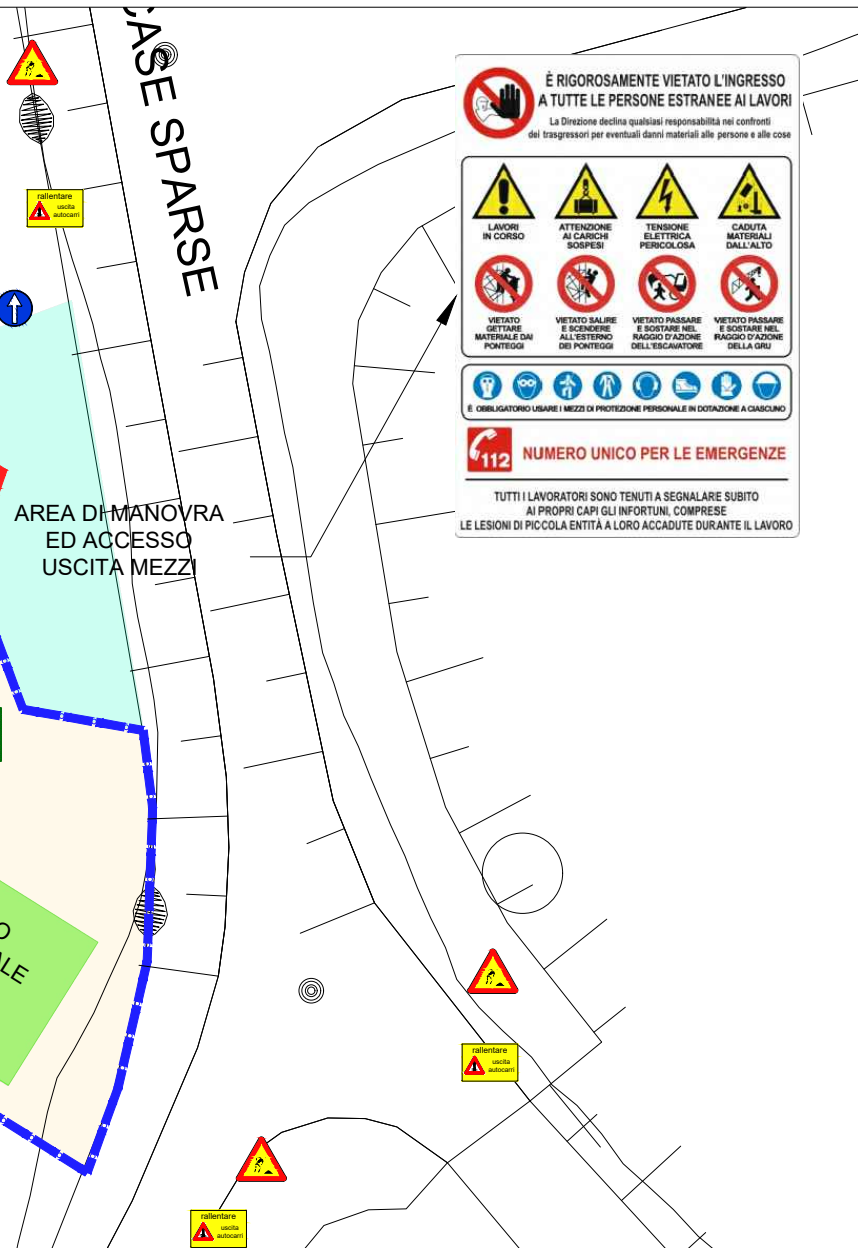 CASE SPARSE
rallentare
uscita
autocarri
È RIGOROSAMENTE VIETATO L'INGRESSO
A TUTTE LE PERSONE ESTRANEE AI LAVORI
La Direzione declina qualsiasi responsabilità nei confronti
dei trasgressori per eventuali danni materiali alle persone e alle cose
LAVORI
IN CORSO
ATTENZIONE
AI CARICHI
SOSPESI
TENSIONE
ELETTRICA
PERICOLOSA
CADUTA
MATERIALI
DALL'ALTO
VIETATO
GETTARE
MATERIALE DAI
PONTEGGI
VIETATO SALIRE
E SCENDERE
ALL'ESTERNO
DEI PONTEGGI
VIETATO PASSARE
E SOSTARE NEL
RAGGIO D'AZIONE
DELL'ESCAVATORE
VIETATO PASSARE
E SOSTARE NEL
RAGGIO D'AZIONE
DELLA GRU
È OBBLIGATORIO USARE I MEZZI DI PROTEZIONE PERSONALE IN DOTAZIONE A CIASCUNO
112 NUMERO UNICO PER LE EMERGENZE
TUTTI I LAVORATORI SONO TENUTI A SEGNALARE SUBITO
AI PROPRI CAPI GLI INFORTUNI, COMPRESE
LE LESIONI DI PICCOLA ENTITÀ A LORO ACCADUTE DURANTE IL LAVORO
AREA DI MANOVRA
ED ACCESSO
USCITA MEZZI
O
ALE
rallentare
uscita
autocarri
rallentare
uscita
autocarri